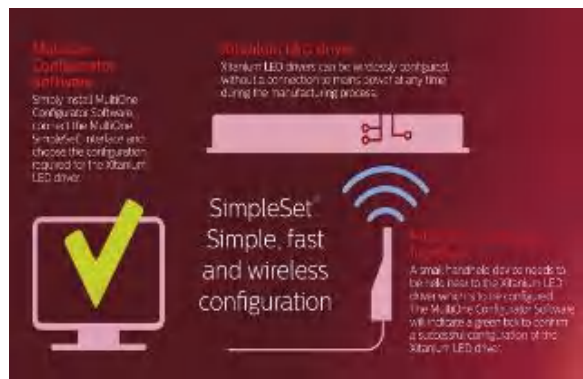 MultiOne
Configurator
Software
Simply install MultiOne
Configurator Software,
connect the MultiOne
SimpleSet interface and
choose the configuration
required for the Xitanium
LED driver.
Xitanium LED driver
Xitanium LED drivers can be wirelessly configured,
without a connection to mains power at any time
during the manufacturing process.
SimpleSet
Simple, fast
and wireless
configuration
A small handheld device needs to
be held near to the Xitanium LED
driver which is to be configured.
The MultiOne Configurator Software
will indicate a green tick to confirm
a successful configuration of the
Xitanium LED driver.